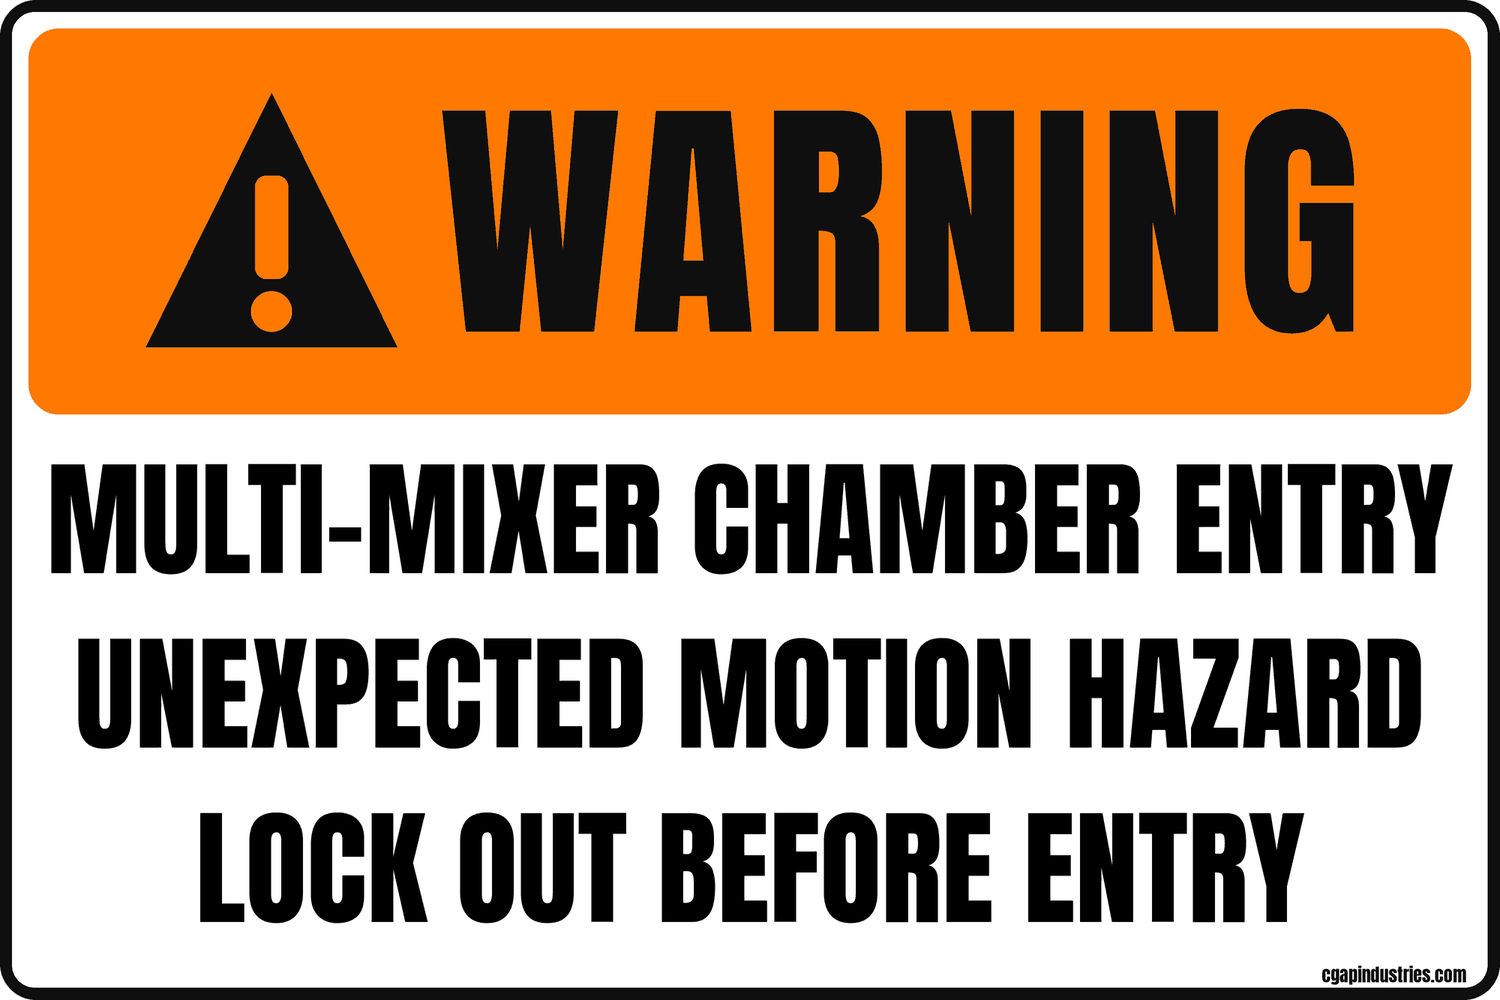 WARNING
MULTI-MIXER CHAMBER ENTRY
UNEXPECTED MOTION HAZARD
LOCK OUT BEFORE ENTRY
cgapindustries.com